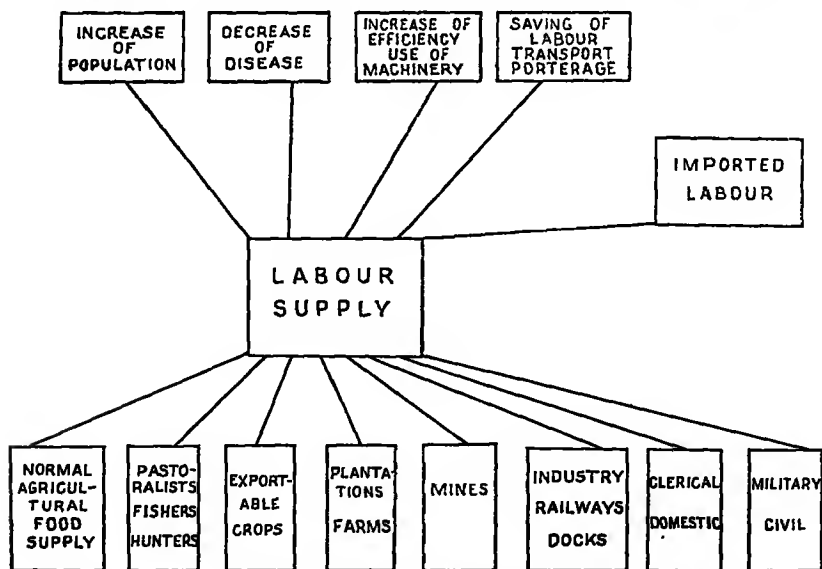 INCREASE
OF
POPULATION
DECREASE
OF
DISEASE
INCREASE OF
EFFICIENCY
USE OF
MACHINERY
SAVING OF
LABOUR
TRANSPORT
PORTERAGE
IMPORTED
LABOUR
LABOUR
SUPPLY
NORMAL
AGRICUL-
TURAL
FOOD
SUPPLY
PASTO-
RALISTS
FISHERS
HUNTERS
EXPORT-
ABLE
CROPS
PLANTA-
TIONS
FARMS
MINES
INDUSTRY
RAILWAYS
DOCKS
CLERICAL
DOMESTIC
MILITARY
CIVIL